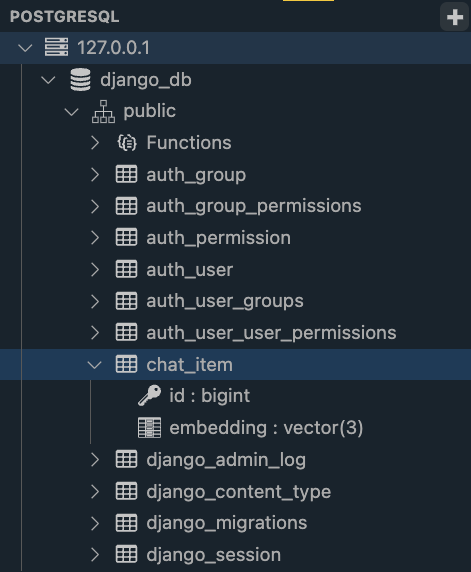 POSTGRESQL
127.0.0.1
django_db
public
Functions
auth_group
auth_group_permissions
auth_permission
auth_user
auth_user_groups
auth_user_user_permissions
chat_item
id : bigint
embedding : vector(3)
django_admin_log
django_content_type
django_migrations
django_session